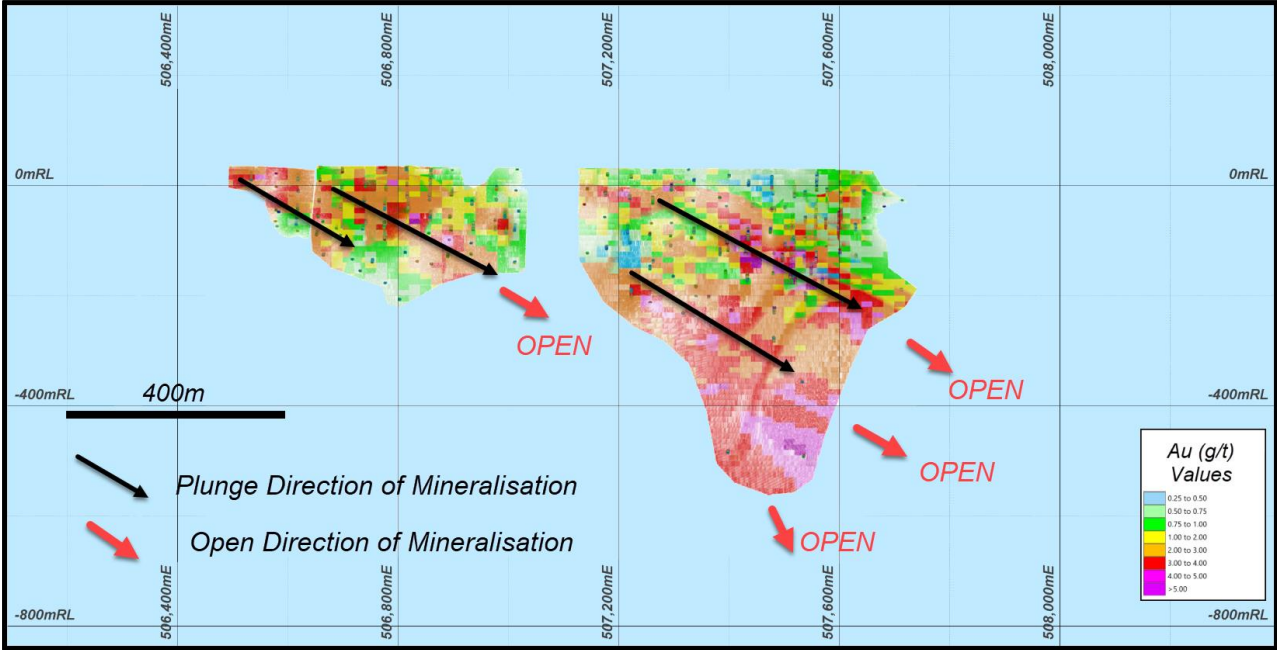 506,400mE
506,800mE
507,200mE
507,600mE
508,000mE
0mRL
0mRL
OPEN
OPEN
-400mRL
400m
-400mRL
OPEN
OPEN
Plunge Direction of Mineralisation
Open Direction of Mineralisation
Au (g/t)
Values
0.25 to 0.50
0.50 to 0.75
0.75 to 1.00
1.00 to 2.00
2.00 to 3.00
3.00 to 4.00
4.00 to 5.00
>5.00
506,400mE
506,800mE
507,200mE
507,600mE
508,000mE
-800mRL
-800mRL